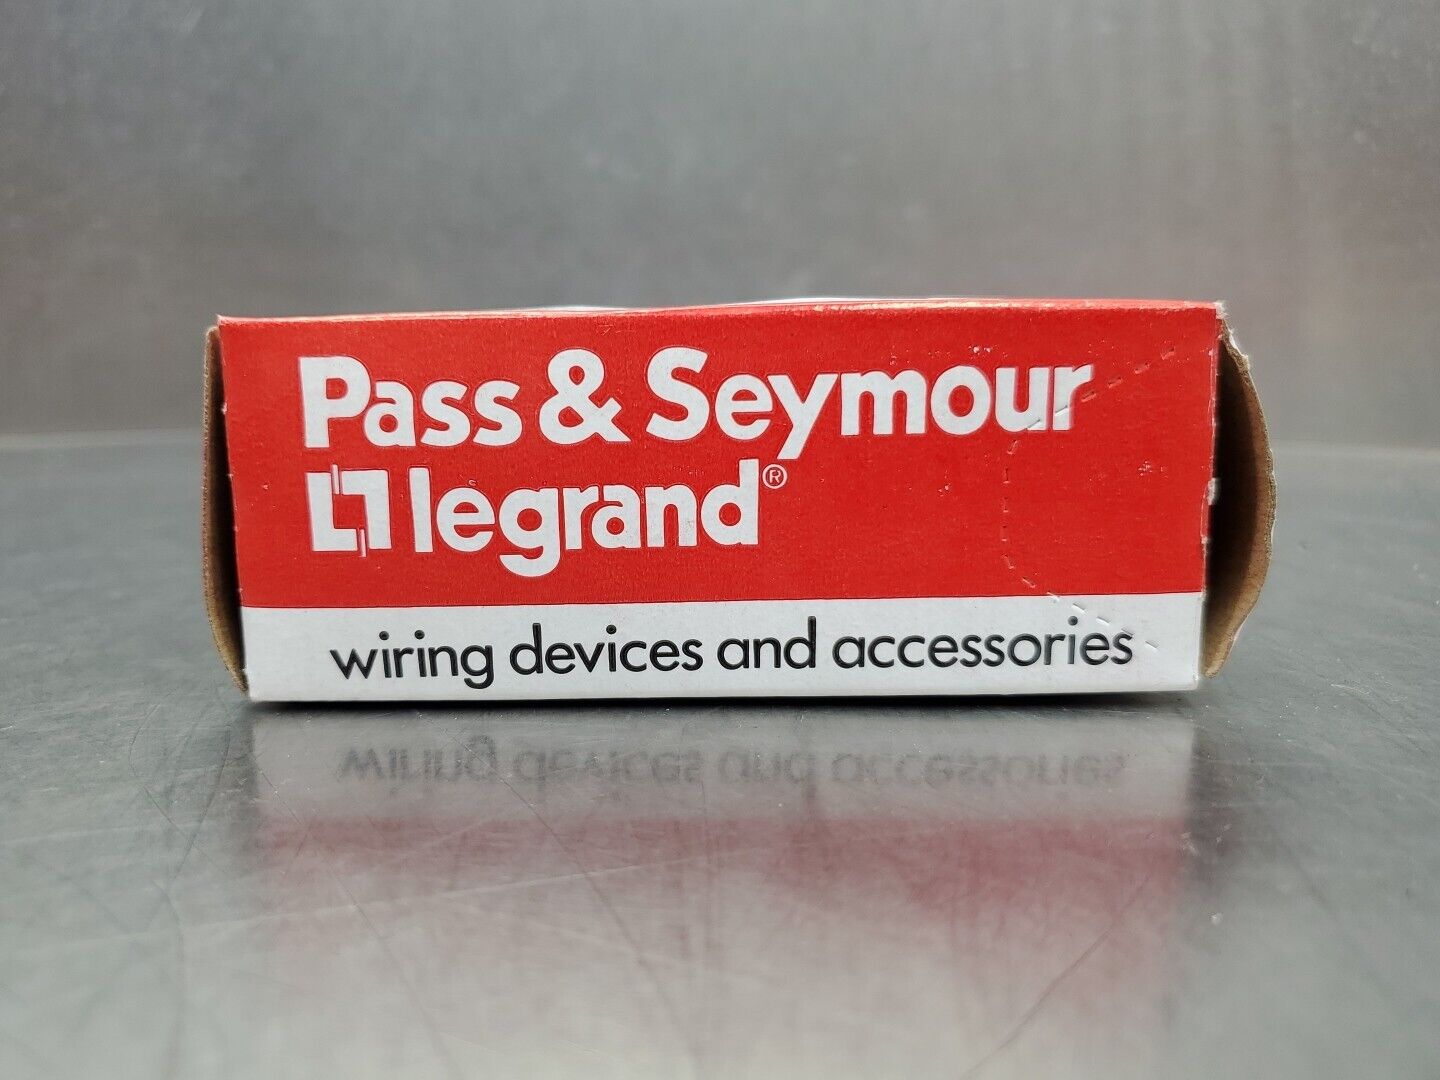 Pass & Seymour
legrand®
wiring devices and accessories